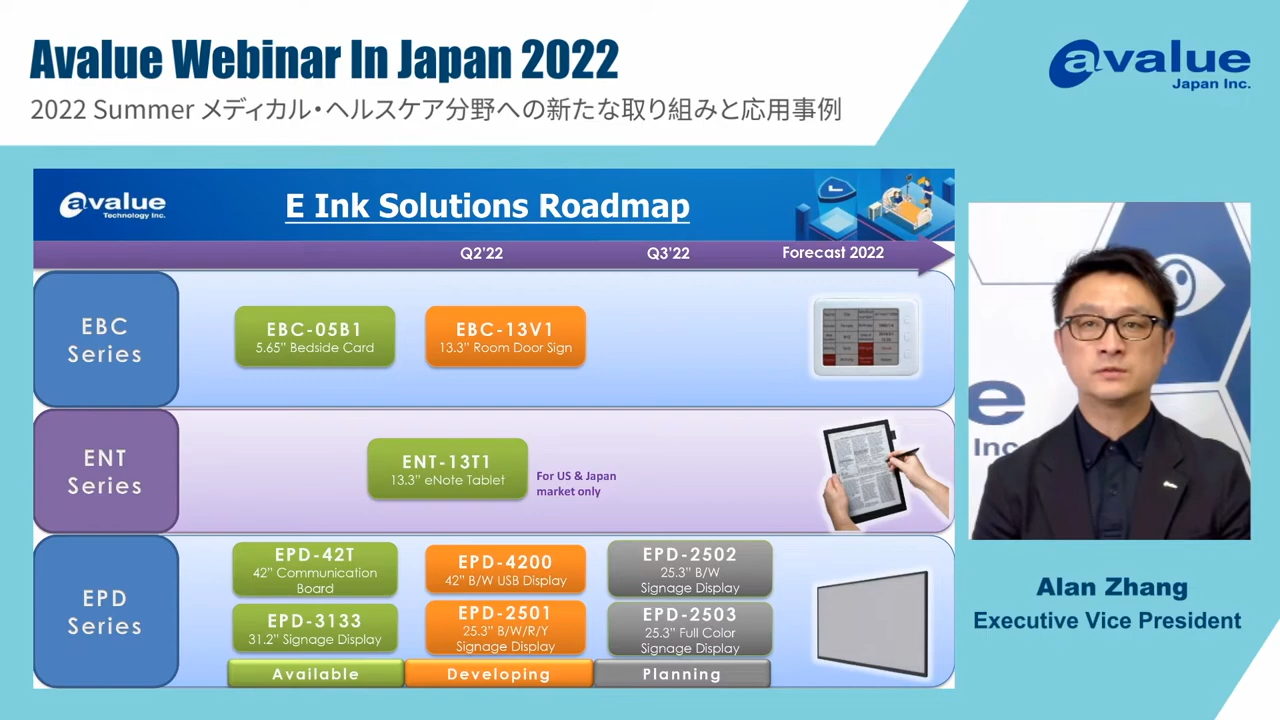 Avalue Webinar In Japan 2022
2022 Summer メディカル・ヘルスケア分野への新たな取り組みと応用事例
avalue
Japan Inc.
avalue
Technology Inc.
E Ink Solutions Roadmap
Q2’22
Q3’22
Forecast 2022
EBC
Series
EBC-05B1
5.65” Bedside Card
EBC-13V1
13.3” Room Door Sign
ENT
Series
ENT-13T1
13.3” eNote Tablet
For US & Japan
market only
EPD
Series
EPD-42T
42” Communication
Board
EPD-3133
31.2” Signage Display
EPD-4200
42” B/W USB Display
EPD-2501
25.3” B/W/R/Y
Signage Display
EPD-2502
25.3” B/W
Signage Display
EPD-2503
25.3” Full Color
Signage Display
Available
Developing
Planning
e
Inc
Alan Zhang
Executive Vice President